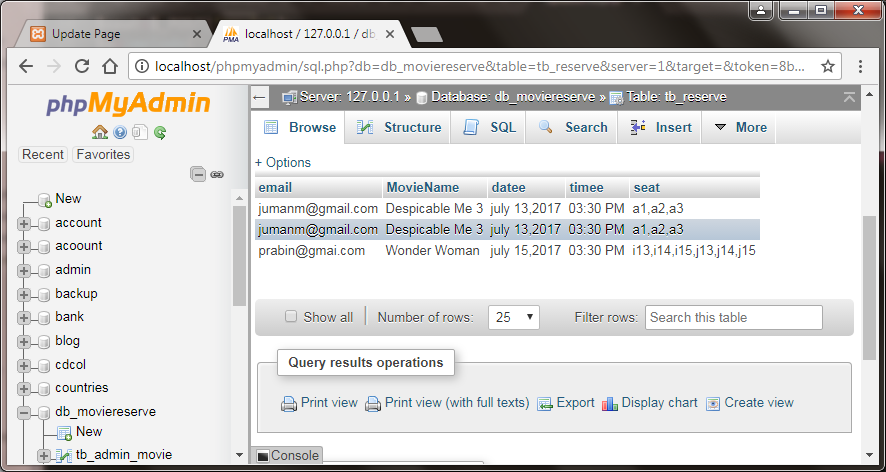 Update Page
localhost / 127.0.0.1 / db
localhost/phpmyadmin/sql.php?db=db_moviereserve&table=tb_reserve&server=1&target=&token=8b
phpMyAdmin
Recent Favorites
New
account
acoount
admin
backup
bank
blog
cdcol
countries
db_moviereserve
New
tb_admin_movie
Server: 127.0.0.1 » Database: db_moviereserve » Table: tb_reserve
Browse Structure SQL Search Insert More
+ Options
email MovieName datee timee seat
jumanm@gmail.com Despicable Me 3 july 13,2017 03:30 PM a1,a2,a3
jumanm@gmail.com Despicable Me 3 july 13,2017 03:30 PM a1,a2,a3
prabin@gmai.com Wonder Woman july 15,2017 03:30 PM i13,i14,i15,j13,j14,j15
Show all Number of rows: 25 Filter rows: Search this table
Query results operations
Print view Print view (with full texts) Export Display chart Create view
Console